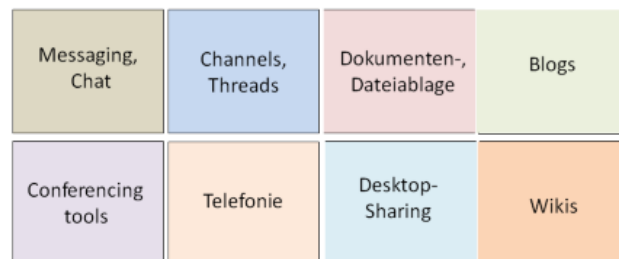 Messaging,
Chat
Channels,
Threads
Dokumenten-,
Dateiablage
Blogs
Conferencing
tools
Telefonie
Desktop-
Sharing
Wikis